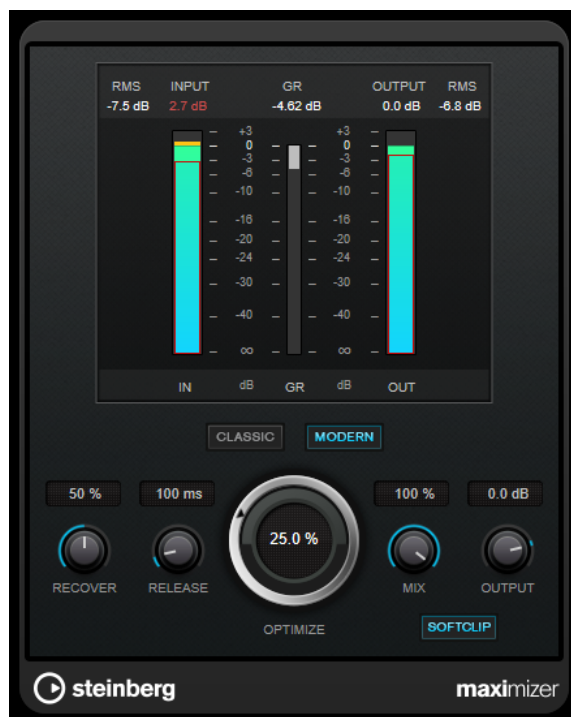 RMS INPUT GR OUTPUT RMS
-7.5 dB 2.7 dB -4.62 dB 0.0 dB -6.8 dB
+3 +3
0 0
-3 -3
-6 -6
-10 -10
-16 -16
-20 -20
-24 -24
-30 -30
-40 -40
∞ ∞
IN dB GR dB OUT
CLASSIC MODERN
50 % 100 ms 25.0 % 100 % 0.0 dB
RECOVER RELEASE MIX OUTPUT
OPTIMIZE SOFTCLIP
steinberg maximizer